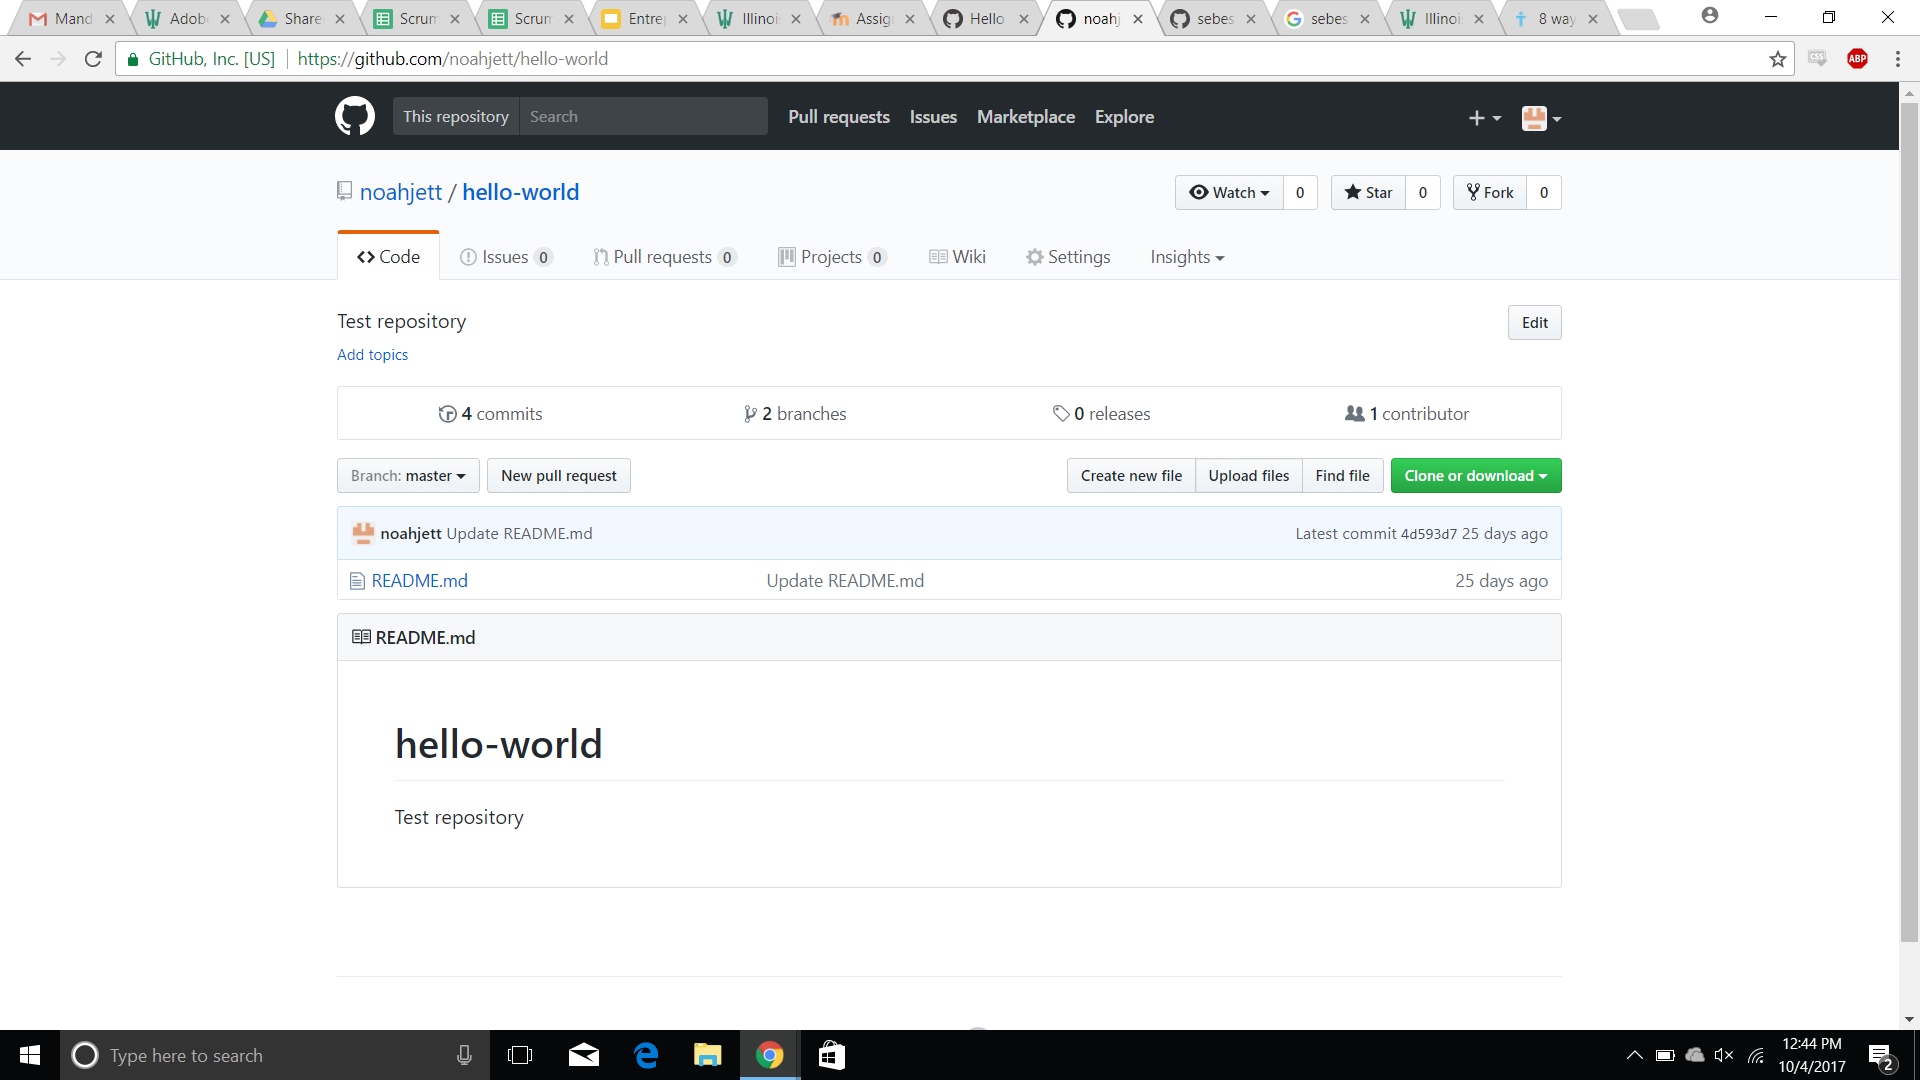 Mand Adob Share Scrum Scrum Entre Illinoi Assig Hello noahj sebes sebes Illinoi 8 way
GitHub, Inc. [US] https://github.com/noahjett/hello-world ABP
This repository Search Pull requests Issues Marketplace Explore
noahjett / hello-world Watch 0 Star 0 Fork 0
Code Issues 0 Pull requests 0 Projects 0 Wiki Settings Insights
Test repository Edit
Add topics
4 commits 2 branches 0 releases 1 contributor
Branch: master New pull request Create new file Upload files Find file Clone or download
noahjett Update README.md Latest commit 4d593d7 25 days ago
README.md Update README.md 25 days ago
README.md
hello-world
Test repository
Type here to search 12:44 PM
10/4/2017 2